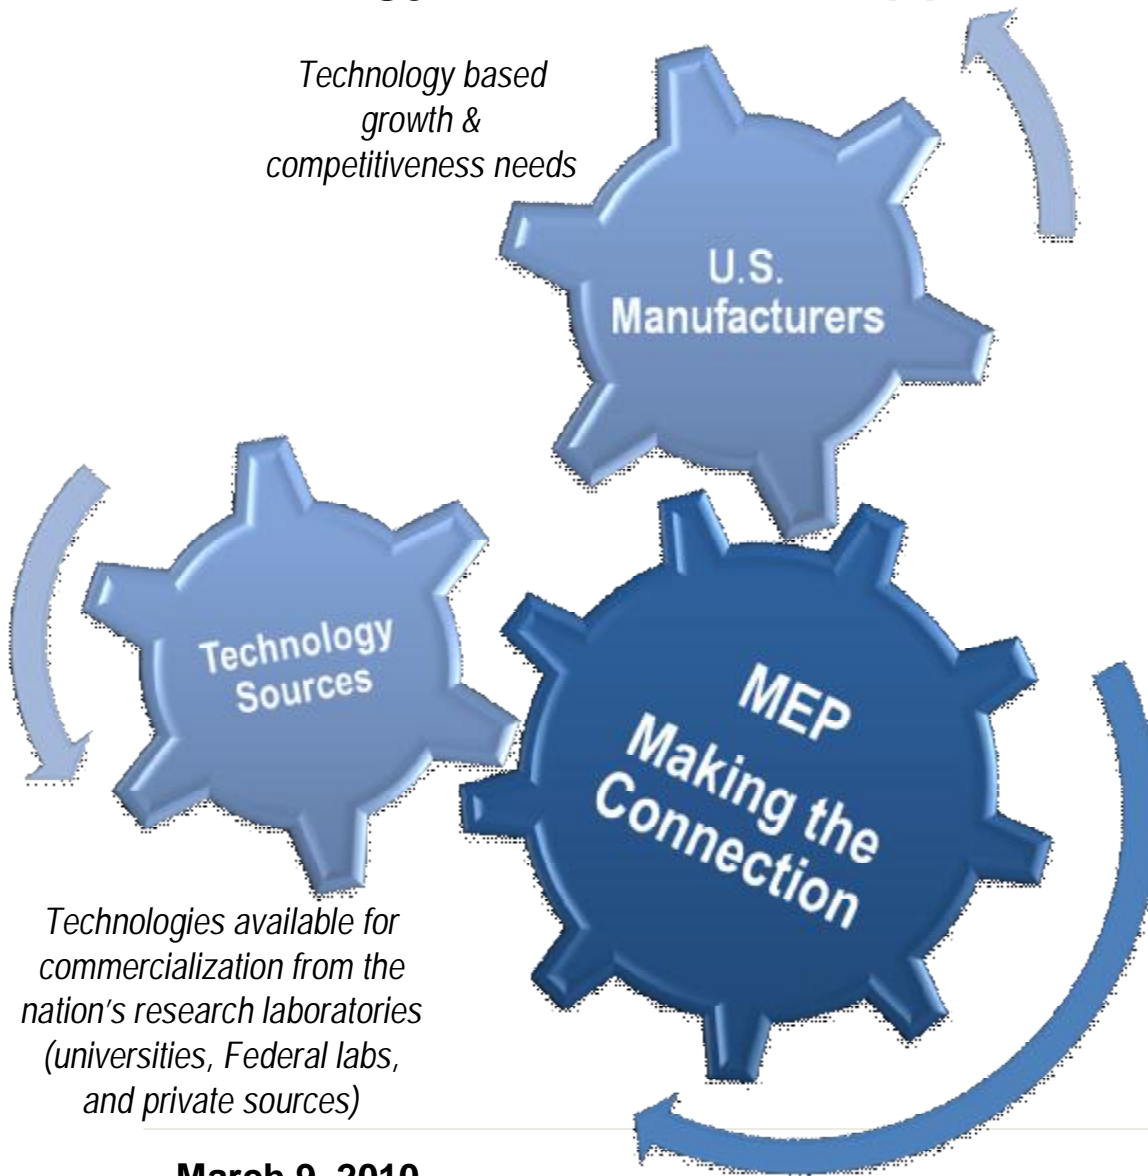 Technology based
growth &
competitiveness needs
U.S.
Manufacturers
Technology
Sources
MEP
Making the
Connection
Technologies available for
commercialization from the
nation's research laboratories
(universities, Federal labs,
and private sources)
March 9, 2010